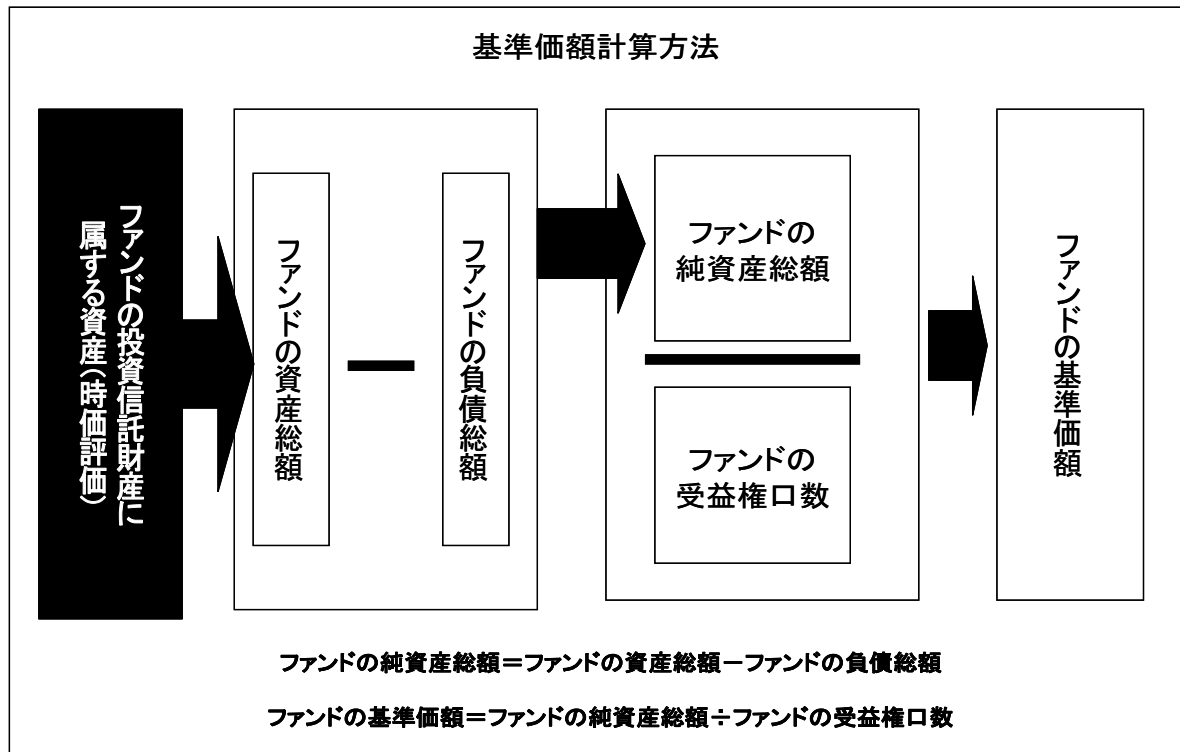 基準価額計算方法
ファンドの投資信託財産に
属する資産（時価評価）
ファンドの資産総額
ファンドの負債総額
ファンドの
純資産総額
ファンドの
受益権口数
ファンドの基準価額
ファンドの純資産総額＝ファンドの資産総額－ファンドの負債総額
ファンドの基準価額＝ファンドの純資産総額÷ファンドの受益権口数